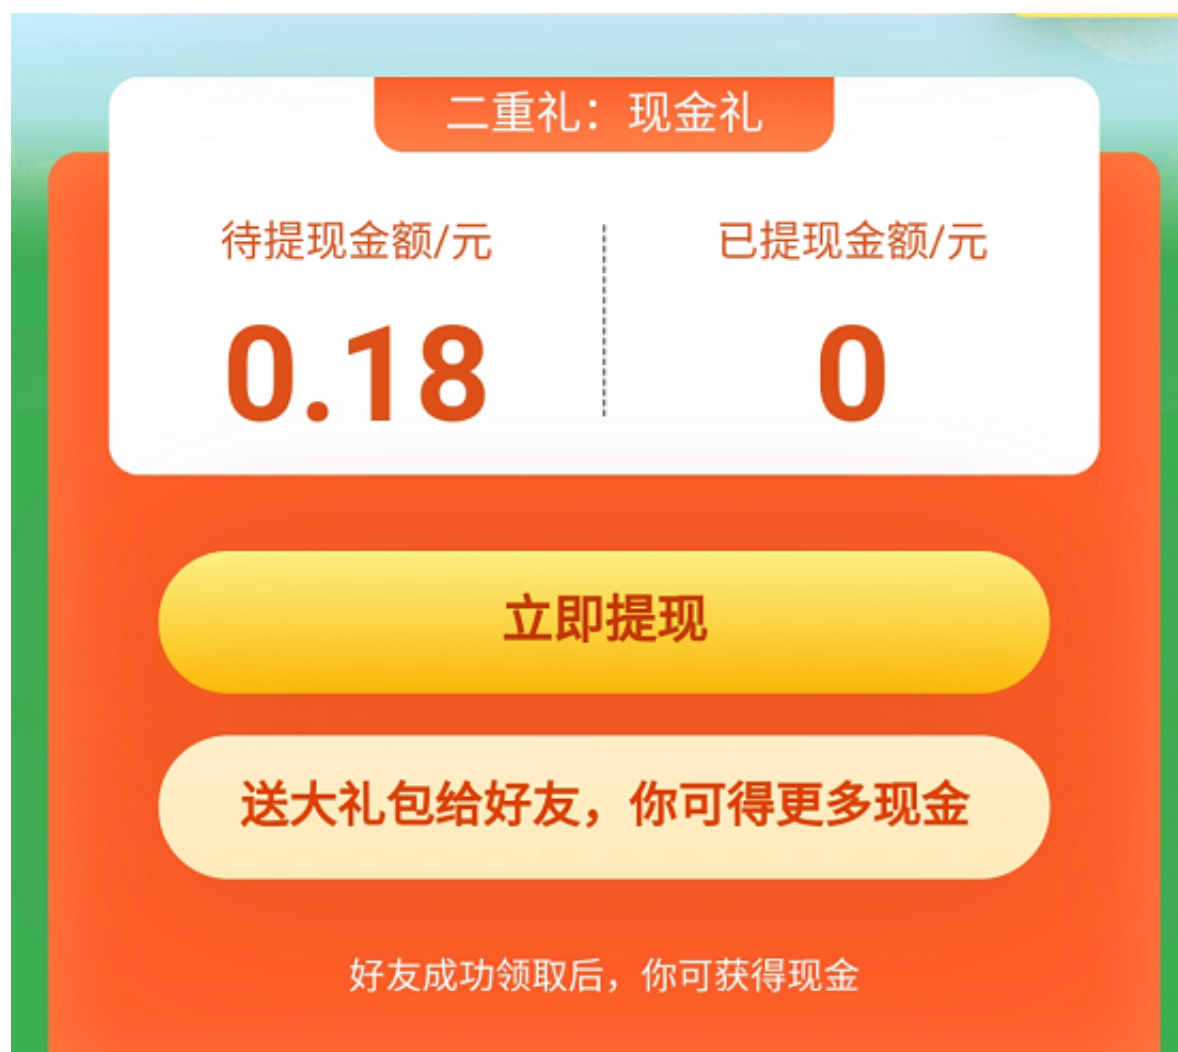 二重礼：现金礼
待提现金额/元
已提现金额/元
0.18
0
立即提现
送大礼包给好友，你可得更多现金
好友成功领取后，你可获得现金